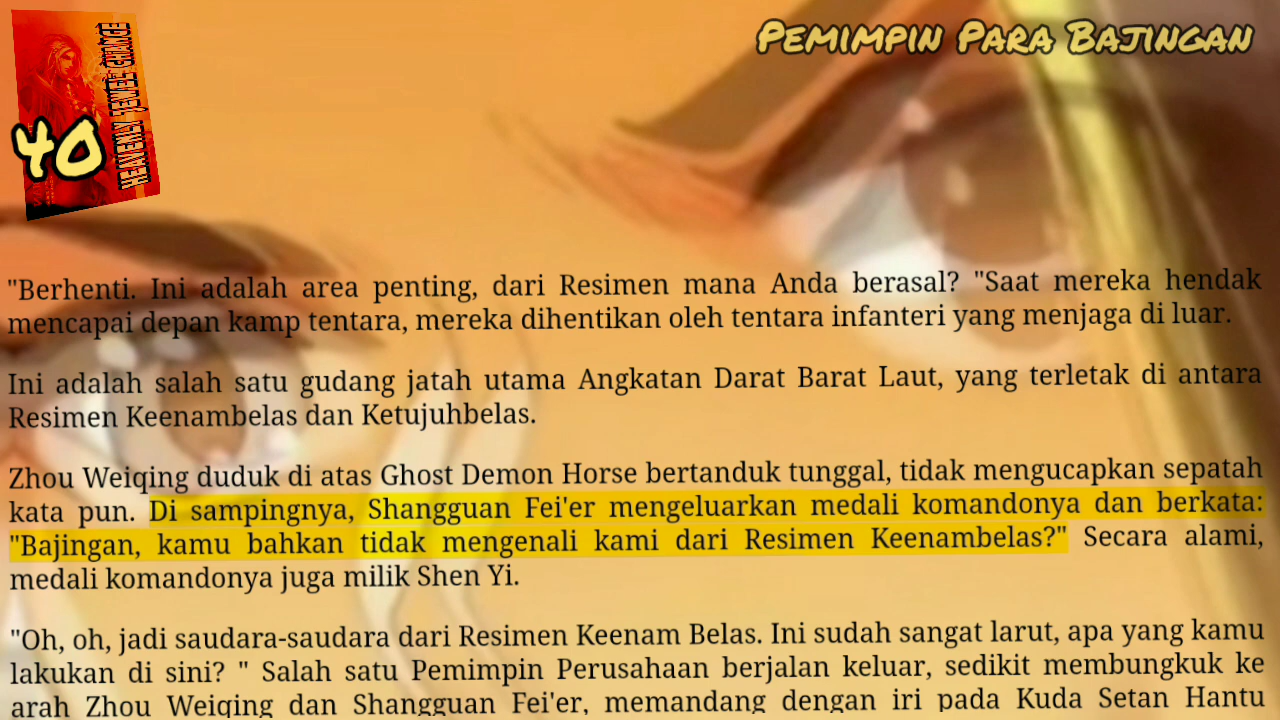 Pemimpin Para Bajingan
HEAVENLY JEWEL CHANGE
40
"Berhenti. Ini adalah area penting, dari Resimen mana Anda berasal? "Saat mereka hendak
mencapai depan kamp tentara, mereka dihentikan oleh tentara infanteri yang menjaga di luar.
Ini adalah salah satu gudang jatah utama Angkatan Darat Barat Laut, yang terletak di antara
Resimen Keenambelas dan Ketujuhbelas.
Zhou Weiqing duduk di atas Ghost Demon Horse bertanduk tunggal, tidak mengucapkan sepatah
kata pun. Di sampingnya, Shangguan Fei'er mengeluarkan medali komandonya dan berkata:
"Bajingan, kamu bahkan tidak mengenali kami dari Resimen Keenambelas?" Secara alami,
medali komandonya juga milik Shen Yi.
"Oh, oh, jadi saudara-saudara dari Resimen Keenam Belas. Ini sudah sangat larut, apa yang kamu
lakukan di sini? " Salah satu Pemimpin Perusahaan berjalan keluar, sedikit membungkuk ke
arah Zhou Weiqing dan Shangguan Fei'er, memandang dengan iri pada Kuda Setan Hantu